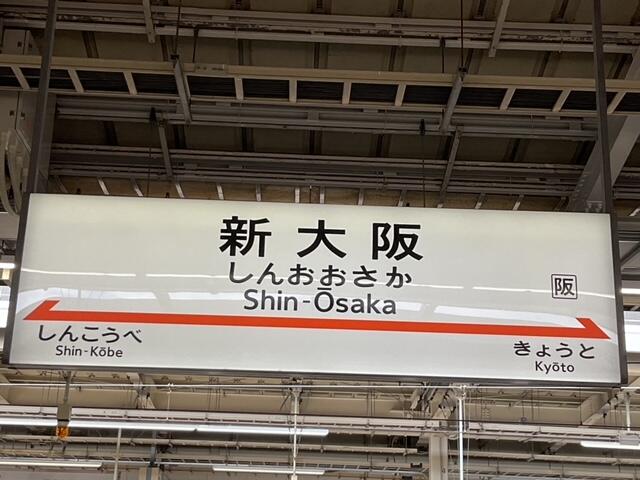 新大阪
しんおおさか
Shin-Ōsaka
阪
しんこうべ
Shin-Kōbe
きょうと
Kyōto